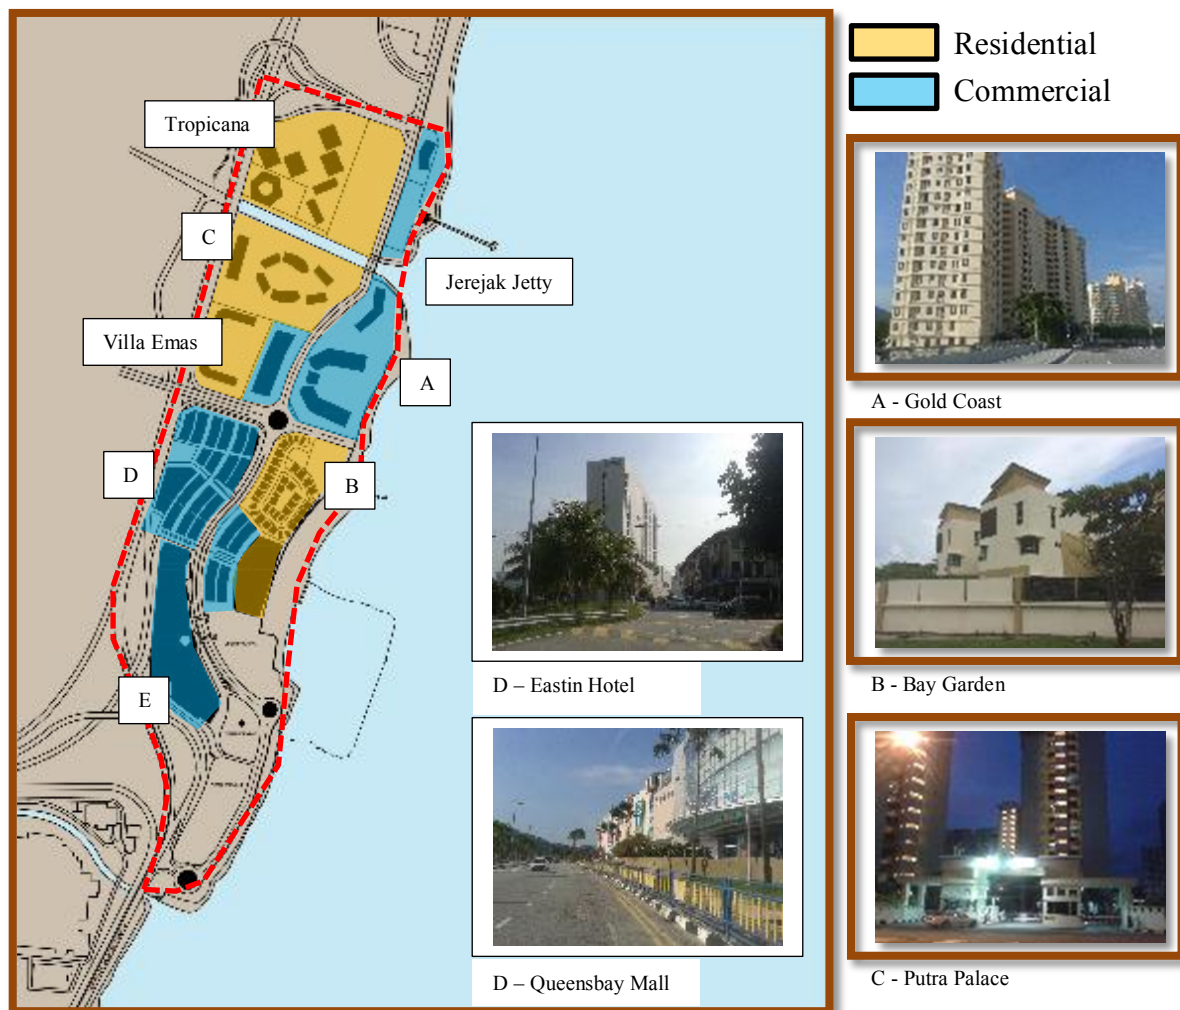 Residential
Commercial
Tropicana
C
Jerejak Jetty
Villa Emas
A
A - Gold Coast
D
B
D – Eastin Hotel
B - Bay Garden
E
D – Queensbay Mall
C - Putra Palace